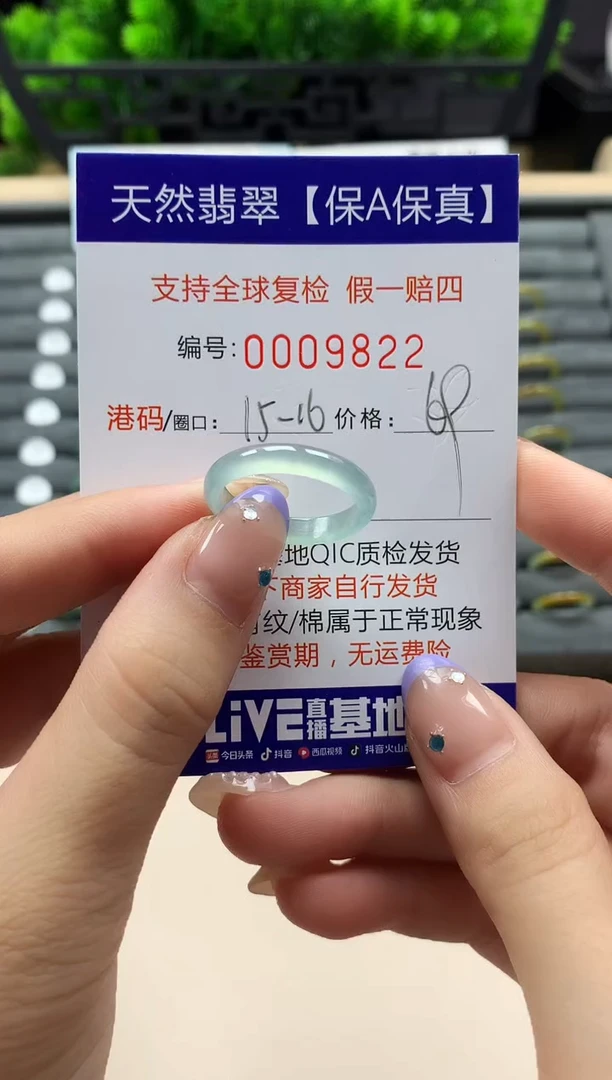 天然翡翠【保A保真】
支持全球复检 假一赔四
编号:0009822
港码/圈口: 15-16 价格:
地QIC质检发货
商家自行发货
纹/棉属于正常现象
鉴赏期，无运费险
LiVE直播基地
今日头条 抖音 西瓜视频 抖音火山